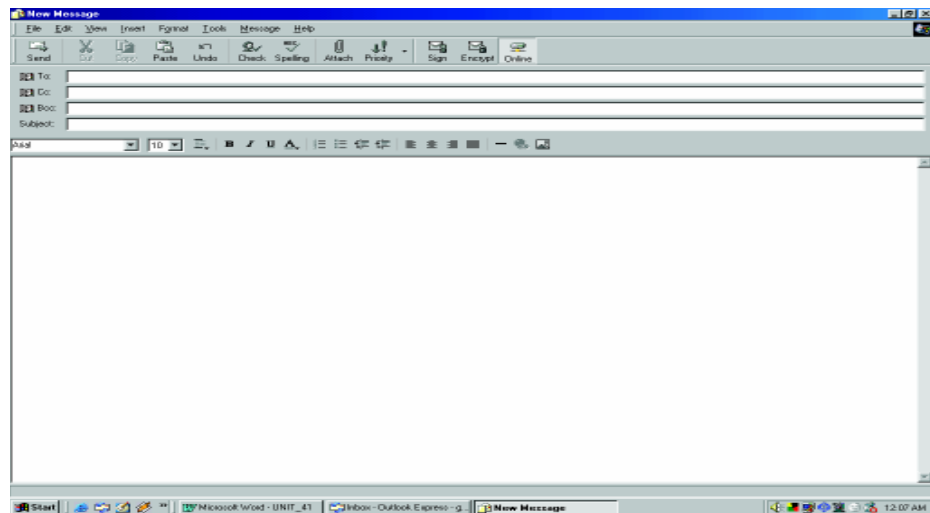 New Message
File Edit View Insert Format Tools Message Help
Send Cut Copy Paste Undo Check Spelling Attach Priority Sign Encrypt Online
To:
Cc:
Bcc:
Subject:
Arial 10 B I U A
Start Microsoft Word - UNIT_41 Inbox - Outlook Express - g... New Message 12:07 AM